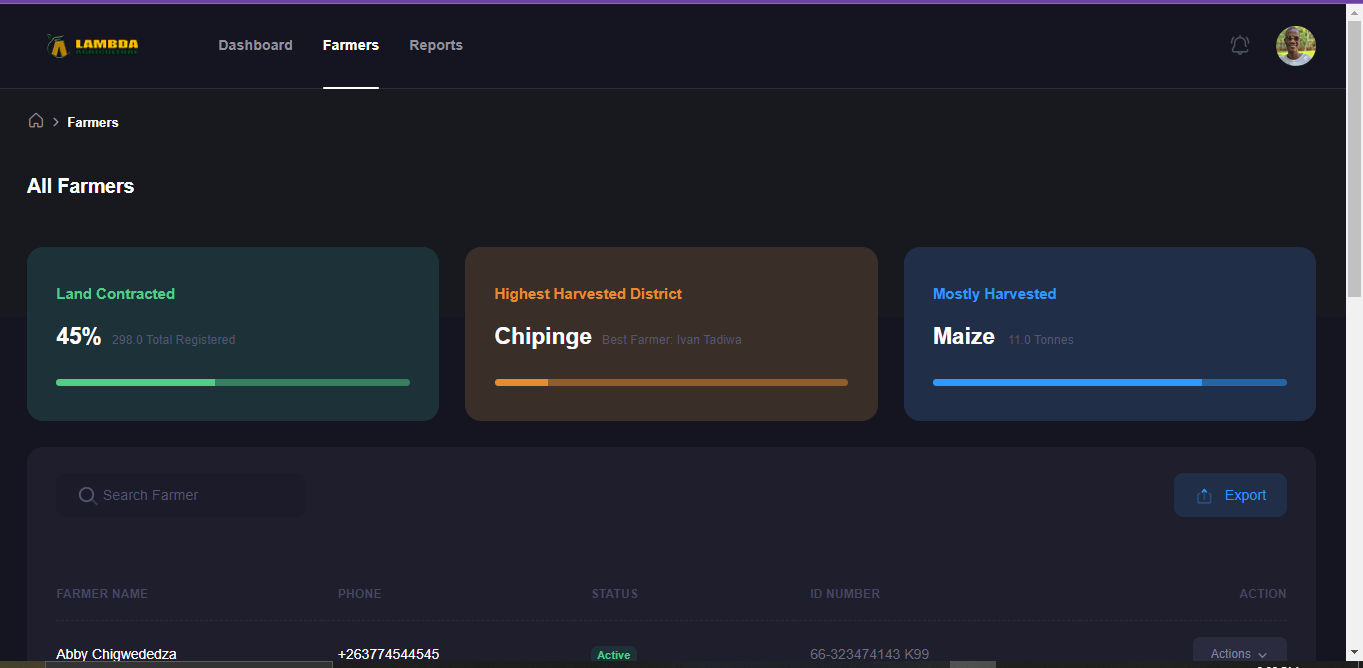 LAMBDA
AGRICULTURE
Dashboard
Farmers
Reports
Farmers
All Farmers
Land Contracted
45% 298.0 Total Registered
Highest Harvested District
Chipinge Best Farmer: Ivan Tadiwa
Mostly Harvested
Maize 11.0 Tonnes
Search Farmer
Export
FARMER NAME PHONE STATUS ID NUMBER ACTION
Abby Chigwededza +263774544545 Active 66-323474143 K99 Actions